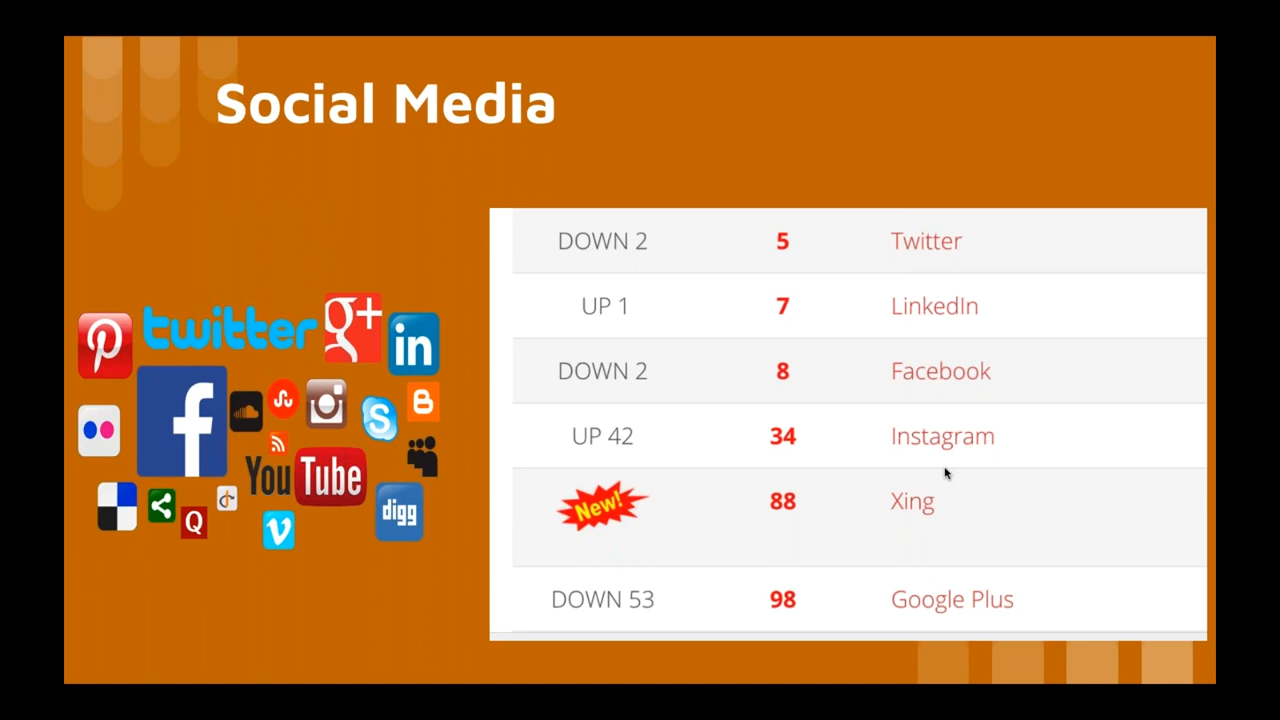 Social Media
DOWN 2 5 Twitter
UP 1 7 LinkedIn
DOWN 2 8 Facebook
UP 42 34 Instagram
New! 88 Xing
DOWN 53 98 Google Plus
twitter
g+
in
f
S
B
You Tube
Q
digg